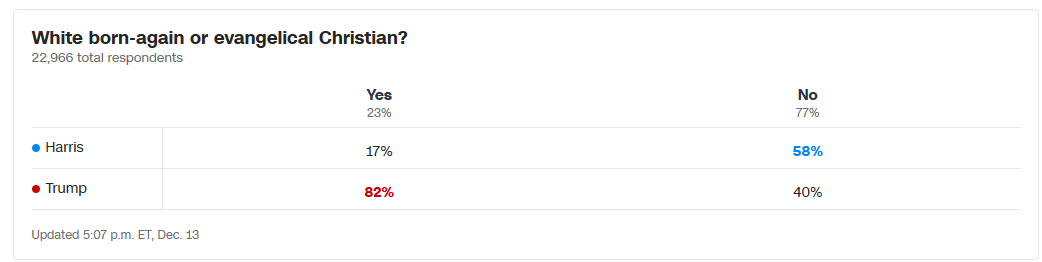 White born-again or evangelical Christian?
22,966 total respondents
Yes No
23% 77%
Harris 17% 58%
Trump 82% 40%
Updated 5:07 p.m. ET, Dec. 13